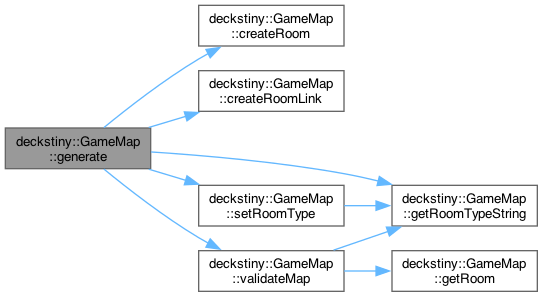 deckstiny::GameMap
::createRoom
deckstiny::GameMap
::createRoomLink
deckstiny::GameMap
::generate
deckstiny::GameMap
::setRoomType
deckstiny::GameMap
::getRoomTypeString
deckstiny::GameMap
::validateMap
deckstiny::GameMap
::getRoom